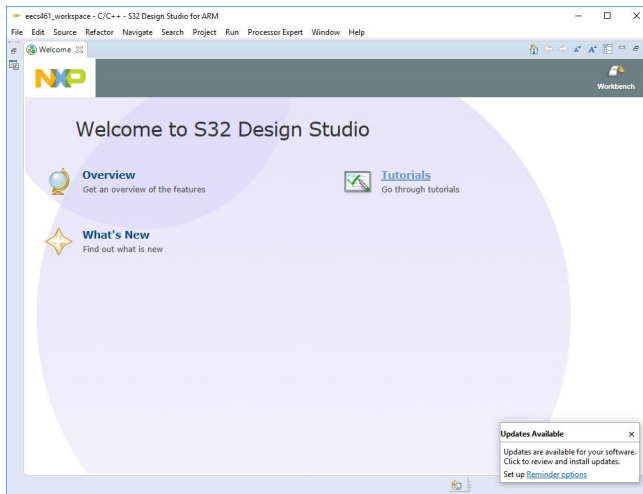 eecs461_workspace - C/C++ - S32 Design Studio for ARM
File Edit Source Refactor Navigate Search Project Run Processor Expert Window Help
Welcome
NXP
Workbench
Welcome to S32 Design Studio
Overview
Get an overview of the features
Tutorials
Go through tutorials
What's New
Find out what is new
Updates Available
Updates are available for your software.
Click to review and install updates.
Set up Reminder options